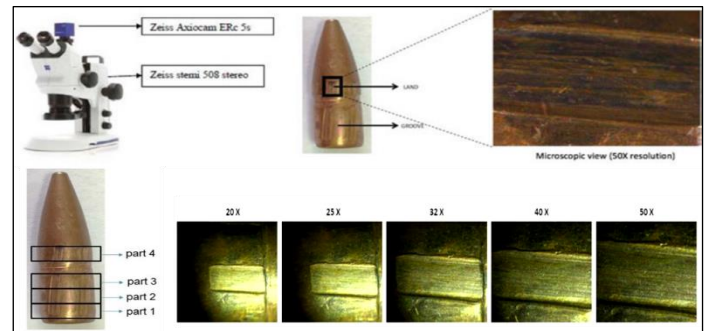 Zeiss Axiocam ERc 5s
Zeiss stemi 508 stereo
LAND
GROOVE
Microscopic view (50X resolution)
part 4
part 3
part 2
part 1
20 X
25 X
32 X
40 X
50 X